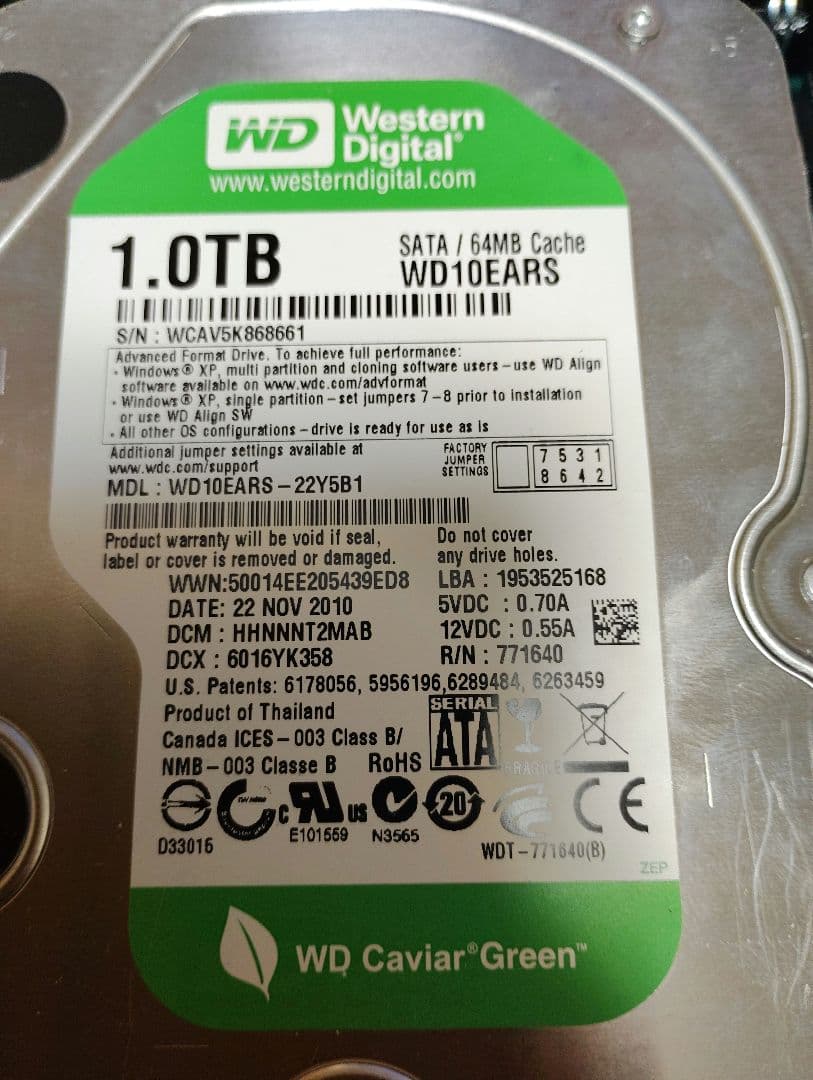 WD Western Digital®
www.westerndigital.com
1.0TB
SATA / 64MB Cache
WD10EARS
S/N : WCAV5K868661
Advanced Format Drive. To achieve full performance:
• Windows® XP, multi partition and cloning software users – use WD Align
software available on www.wdc.com/advformat
• Windows® XP, single partition – set jumpers 7–8 prior to installation
or use WD Align SW
• All other OS configurations – drive is ready for use as is
Additional jumper settings available at
www.wdc.com/support
FACTORY
JUMPER
SETTINGS
7 5 3 1
8 6 4 2
MDL : WD10EARS – 22Y5B1
Product warranty will be void if seal,
label or cover is removed or damaged.
Do not cover
any drive holes.
WWN:50014EE205439ED8
DATE: 22 NOV 2010
DCM : HHNNNT2MAB
DCX : 6016YK358
LBA : 1953525168
5VDC : 0.70A
12VDC : 0.55A
R/N : 771640
U.S. Patents: 6178056, 5956196,6289484, 6263459
Product of Thailand
Canada ICES – 003 Class B/
NMB – 003 Classe B
RoHS
SERIAL
ATA
FRAGILE
D33016
c RU us
E101559
N3565
20
CE
WDT – 771640(B)
ZEP
WD Caviar® Green™